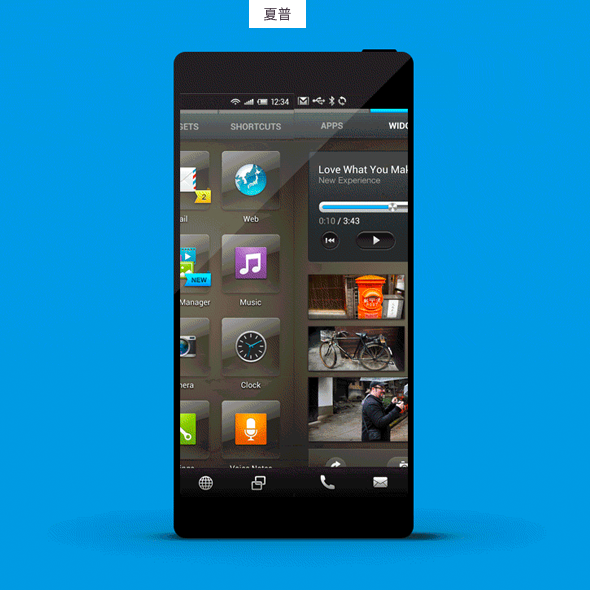 夏普
12:34
SETS SHORTCUTS APPS WIDG
Love What You Mak
New Experience
0:10 / 3:43
ail
2
Web
NEW
Manager
Music
nera
Clock
Voice Notes